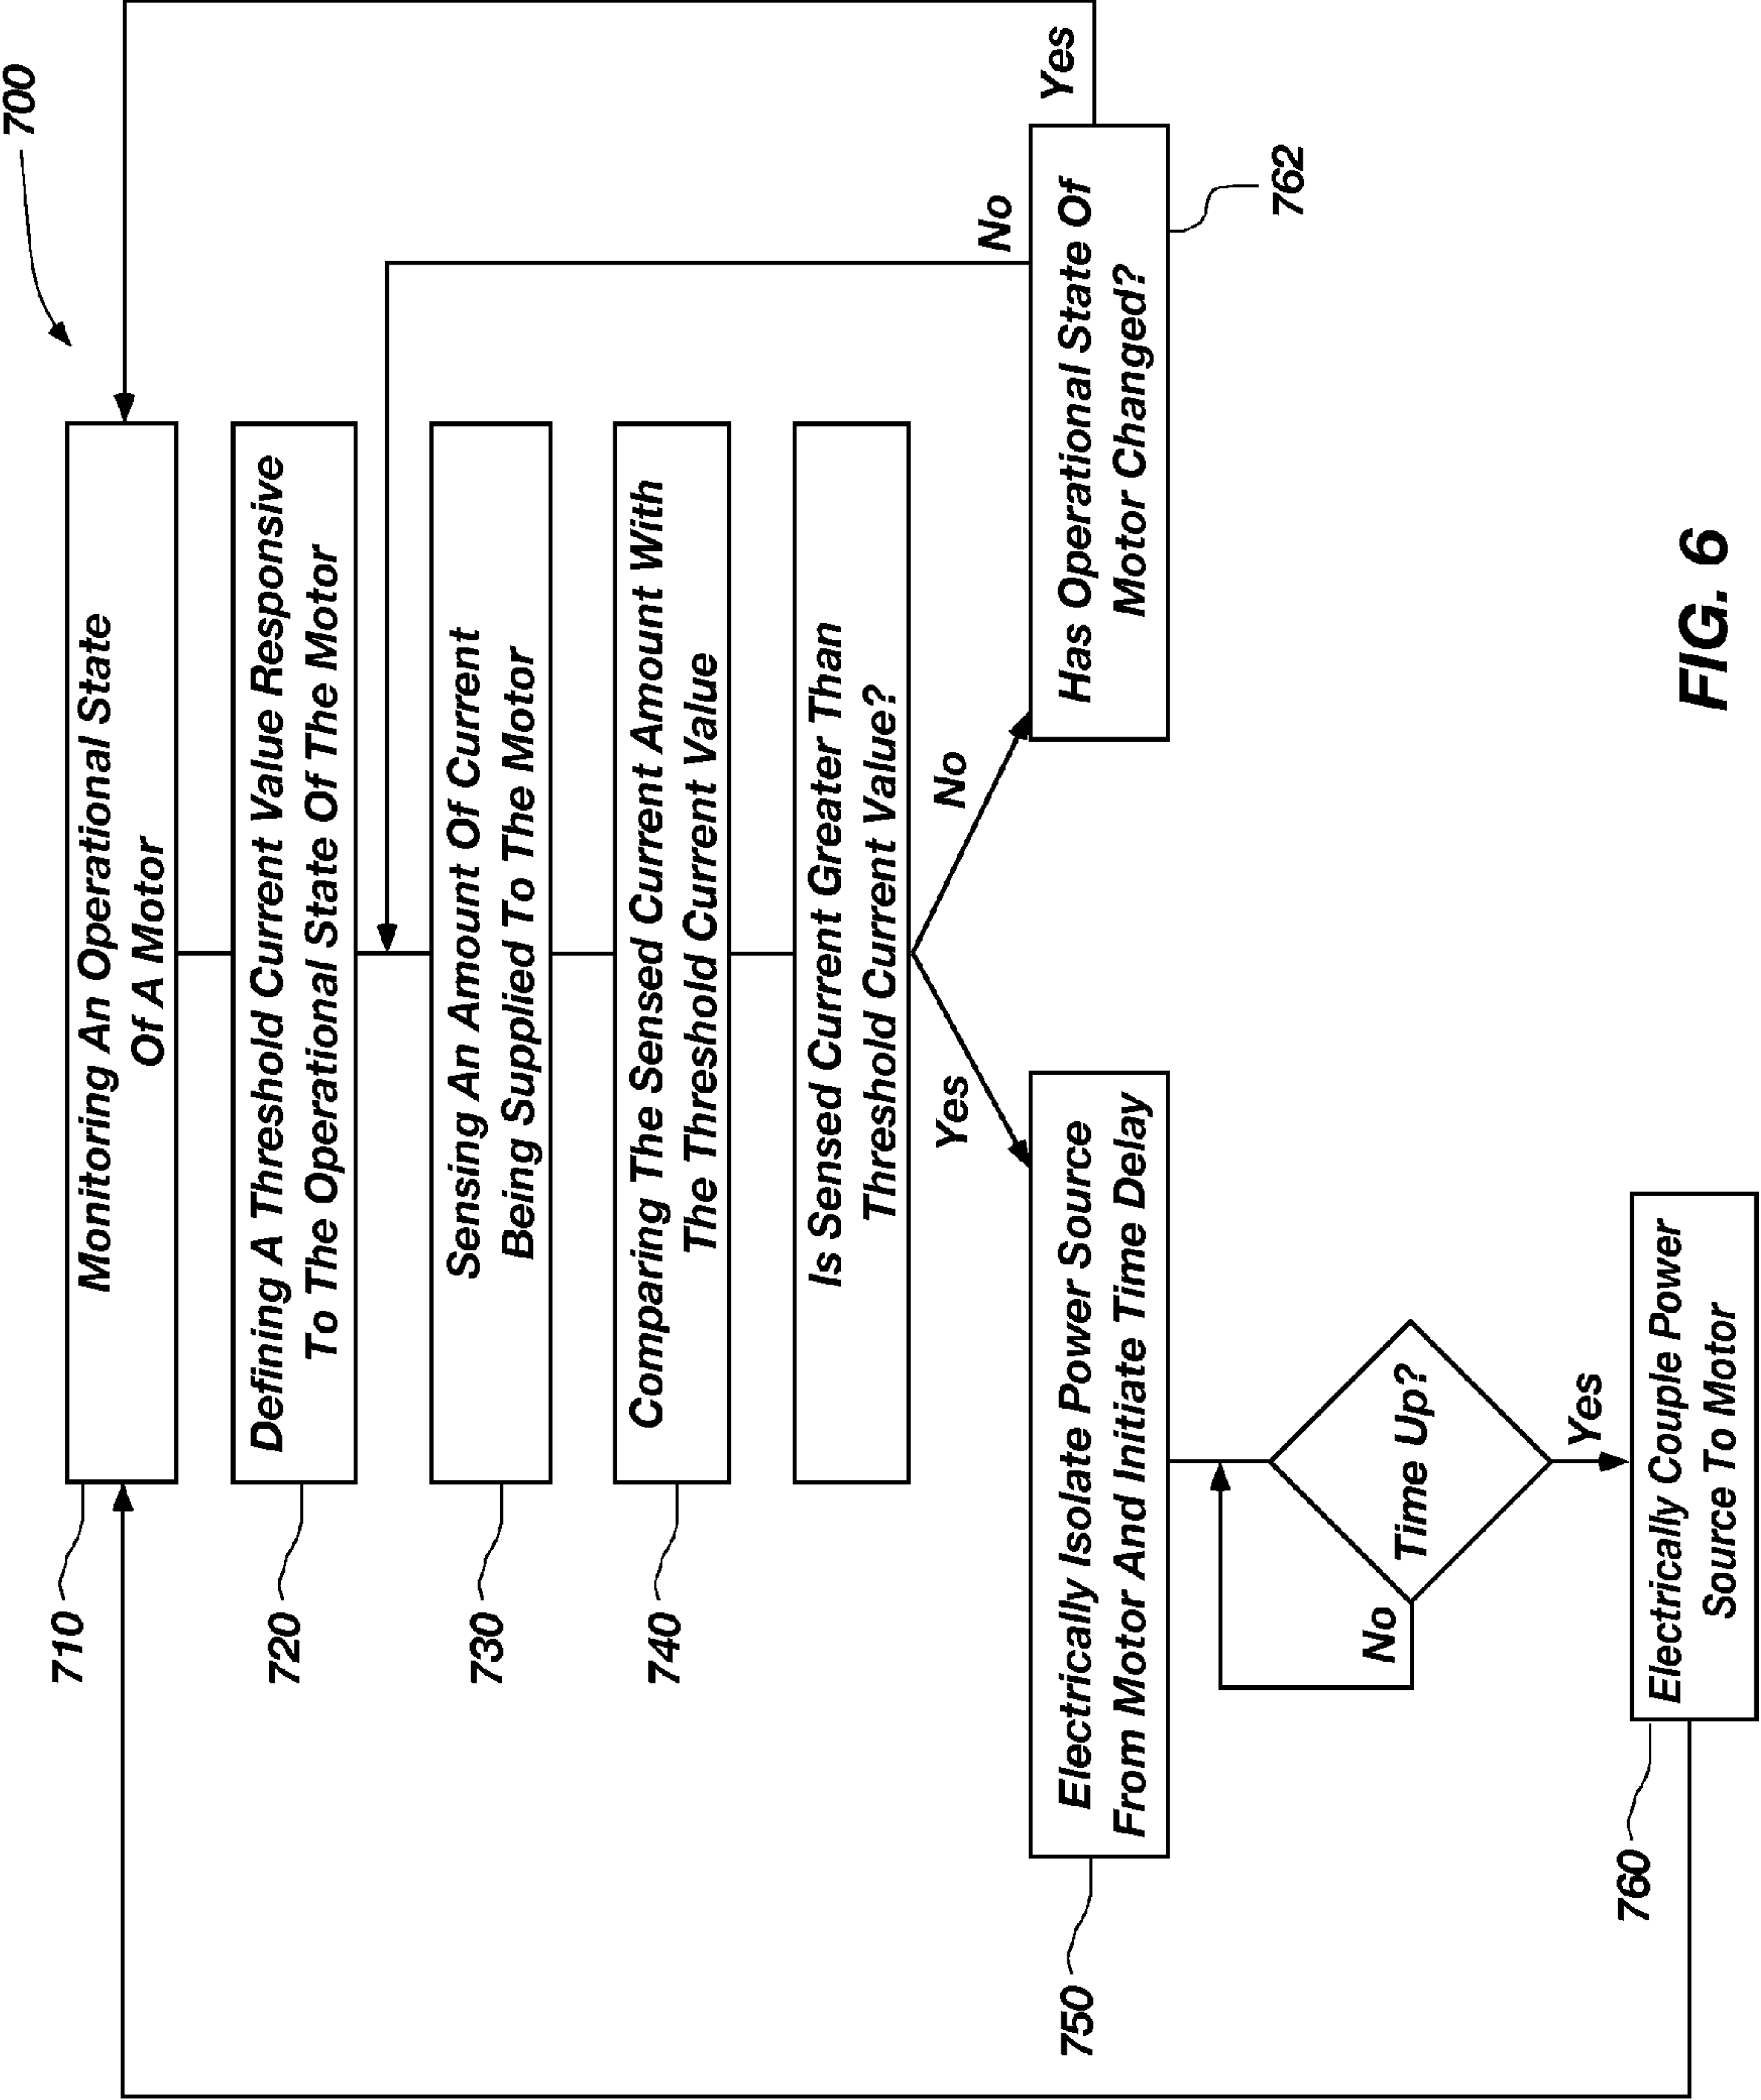 700
710
Monitoring An Operational State
Of A Motor
720
Defining A Threshold Current Value Responsive
To The Operational State Of The Motor
730
Sensing An Amount Of Current
Being Supplied To The Motor
740
Comparing The Sensed Current Amount With
The Threshold Current Value
Is Sensed Current Greater Than
Threshold Current Value?
Yes
No
No
Yes
750
Electrically Isolate Power Source
From Motor And Initiate Time Delay
Has Operational State Of
Motor Changed?
762
No
Time Up?
Yes
760
Electrically Couple Power
Source To Motor
FIG. 6